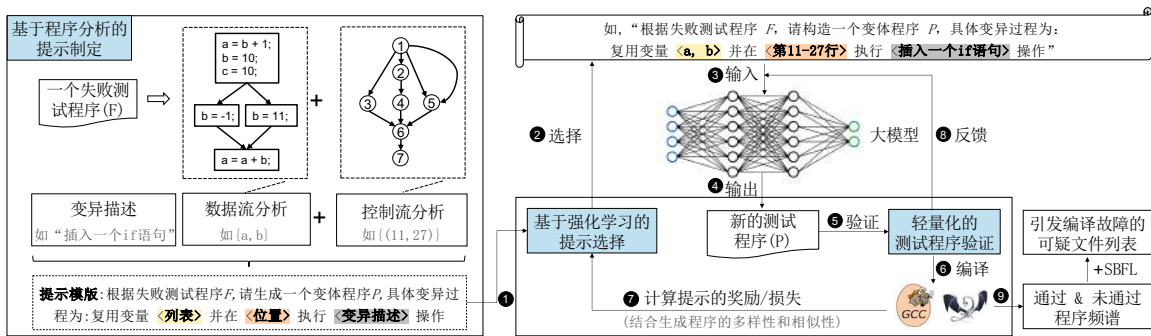 基于程序分析的
提示制定
一个失败测
试程序(F)
a = b + 1;
b = 10;
c = 10;
b = -1;
b = 11;
a = a + b;
+
1
2
3
4
5
6
7
变异描述
如“插入一个if语句”
数据流分析
如{a,b}
+
控制流分析
如{(11,27)}
提示模版:根据失败测试程序F,请生成一个变体程序P,具体变异过
程为:复用变量 <列表> 并在 <位置> 执行 <变异描述> 操作
❶
如,“根据失败测试程序 F，请构造一个变体程序 P，具体变异过程为:
复用变量 <a, b> 并在 <第11-27行> 执行 <插入一个if语句> 操作”
❷ 选择
❸ 输入
大模型
❽ 反馈
❹ 输出
基于强化学习的
提示选择
新的测试
程序(P)
❺ 验证
轻量化的
测试程序验证
❻ 编译
❼ 计算提示的奖励/损失
(结合生成程序的多样性和相似性)
GCC
❾
引发编译故障的
可疑文件列表
+SBFL
通过 & 未通过
程序频谱